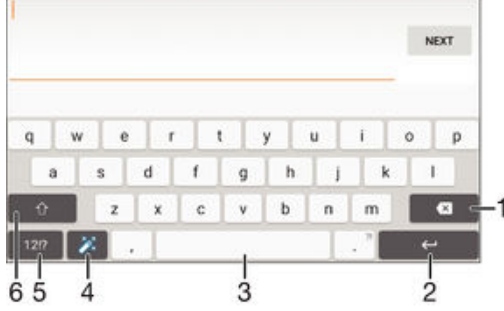 NEXT
q w e r t y u i o p
a s d f g h j k l
z x c v b n m
1
12!? , .
6 5 4 3 2